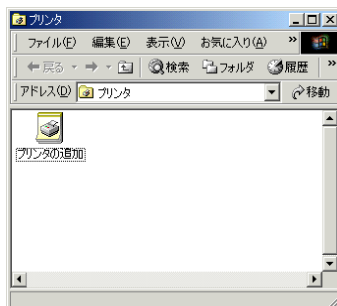 プリンタ
ファイル(F) 編集(E) 表示(V) お気に入り(A) »
戻る 検索 フォルダ 履歴 »
アドレス(D) プリンタ 移動
プリンタの追加